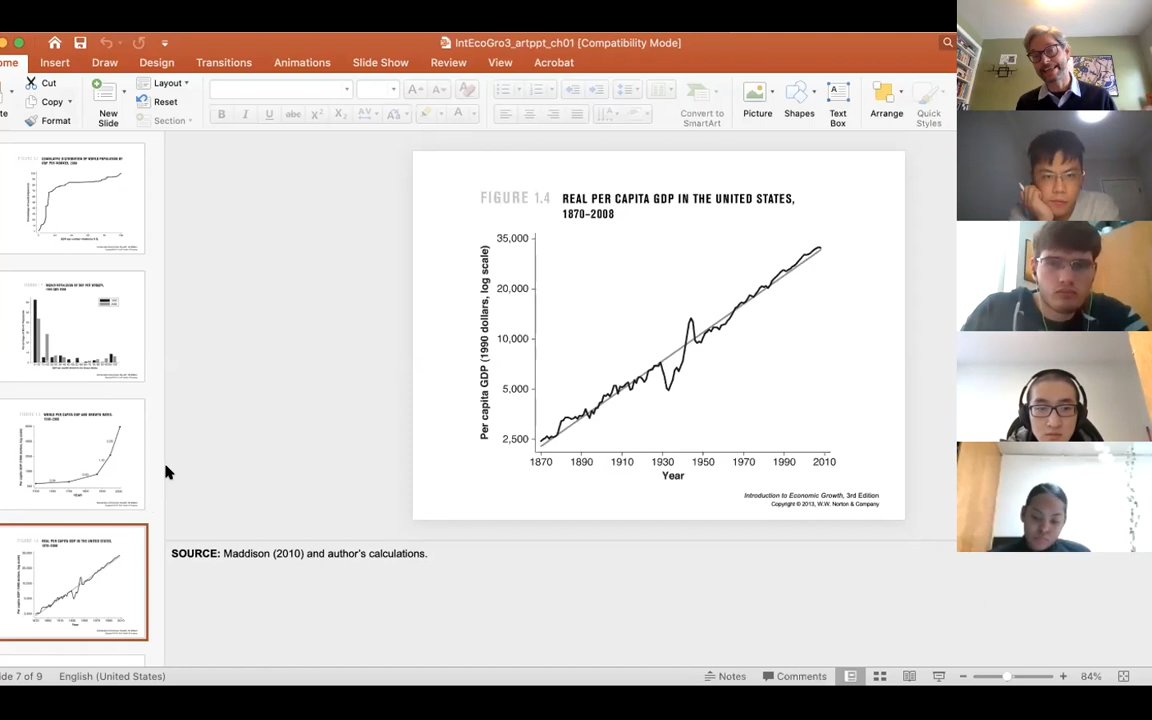 IntEcoGro3_artppt_ch01 [Compatibility Mode]
ome Insert Draw Design Transitions Animations Slide Show Review View Acrobat
Cut
Copy
Format
New
Slide
Layout
Reset
Section
Convert to
SmartArt
Picture
Shapes
Text
Box
Arrange
Quick
Styles
FIGURE 1.4 REAL PER CAPITA GDP IN THE UNITED STATES,
1870–2008
Per capita GDP (1990 dollars, log scale)
35,000
20,000
10,000
5,000
2,500
1870 1890 1910 1930 1950 1970 1990 2010
Year
Introduction to Economic Growth, 3rd Edition
Copyright © 2013, W.W. Norton & Company
SOURCE: Maddison (2010) and author's calculations.
ide 7 of 9 English (United States) Notes Comments 84%